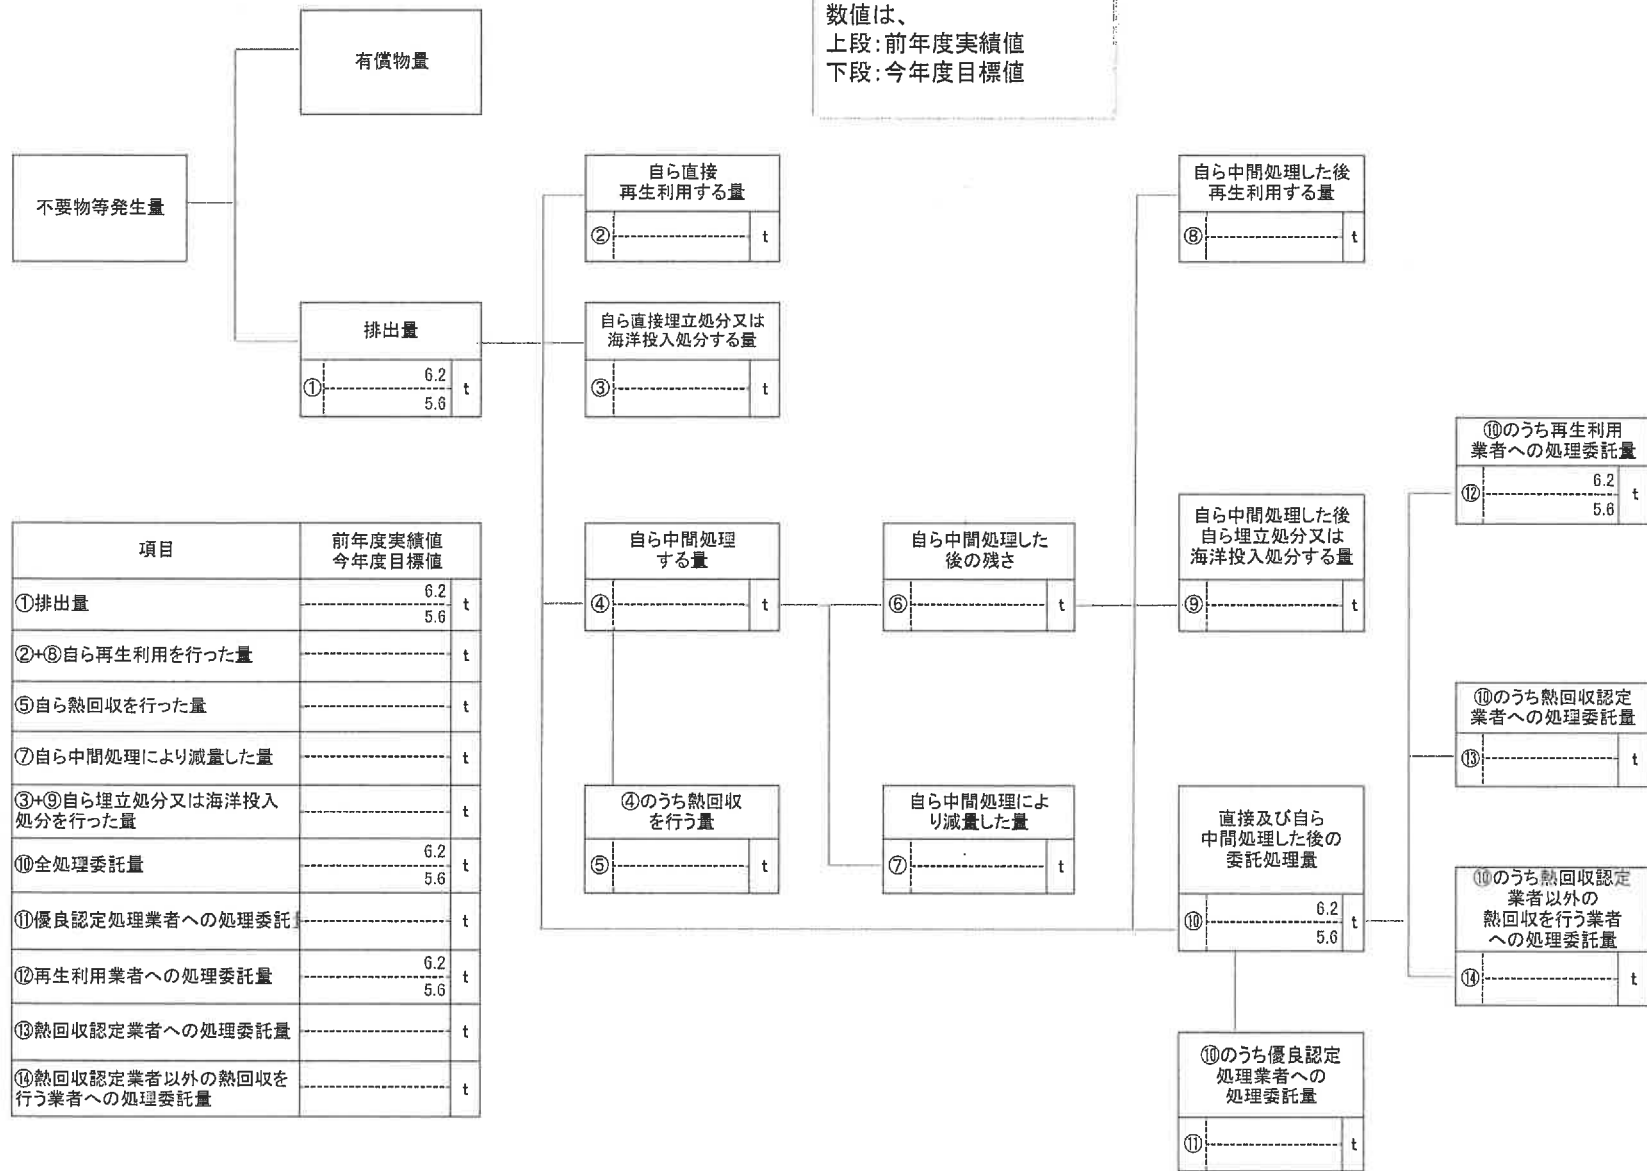 数値は、
上段：前年度実績値
下段：今年度目標値
有償物量
不要物等発生量
排出量
① 6.2 t
5.6
自ら直接
再生利用する量
② t
自ら直接埋立処分又は
海洋投入処分する量
③ t
自ら中間処理
する量
④ t
④のうち熱回収
を行う量
⑤ t
自ら中間処理した
後の残さ
⑥ t
自ら中間処理によ
り減量した量
⑦ t
自ら中間処理した後
再生利用する量
⑧ t
自ら中間処理した後
自ら埋立処分又は
海洋投入処分する量
⑨ t
直接及び自ら
中間処理した後の
委託処理量
⑩ 6.2 t
5.6
⑩のうち優良認定
処理業者への
処理委託量
⑪ t
⑩のうち再生利用
業者への処理委託量
⑫ 6.2 t
5.6
⑩のうち熱回収認定
業者への処理委託量
⑬ t
⑩のうち熱回収認定
業者以外の
熱回収を行う業者
への処理委託量
⑭ t
項目 前年度実績値
今年度目標値
①排出量 6.2 t
5.6
②+⑧自ら再生利用を行った量 t
⑤自ら熱回収を行った量 t
⑦自ら中間処理により減量した量 t
③+⑨自ら埋立処分又は海洋投入
処分を行った量 t
⑩全処理委託量 6.2 t
5.6
⑪優良認定処理業者への処理委託 t
⑫再生利用業者への処理委託量 6.2 t
5.6
⑬熱回収認定業者への処理委託量 t
⑭熱回収認定業者以外の熱回収を
行う業者への処理委託量 t